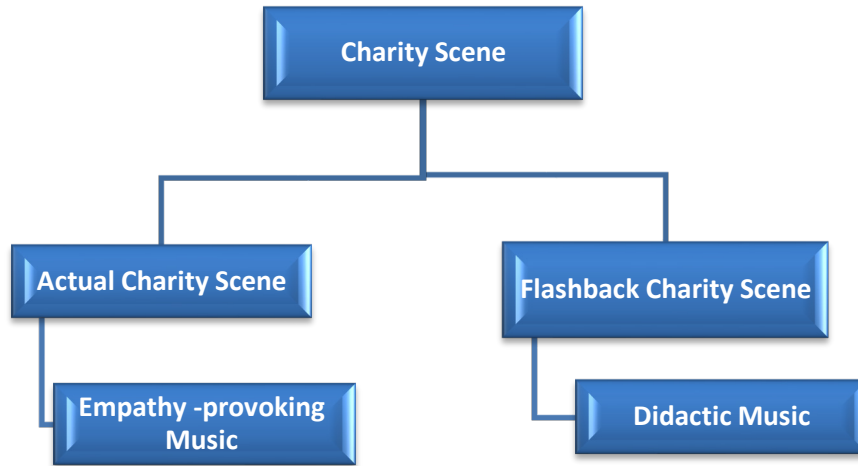 Charity Scene
Actual Charity Scene
Flashback Charity Scene
Empathy -provoking
Music
Didactic Music